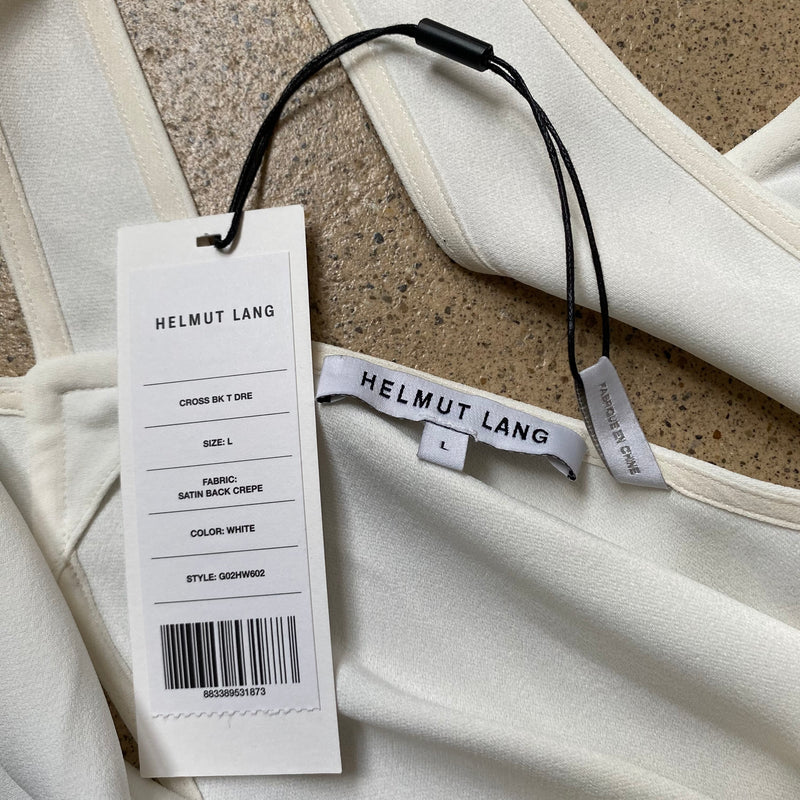 HELMUT LANG
CROSS BK T DRE
SIZE: L
FABRIC:
SATIN BACK CREPE
COLOR: WHITE
STYLE: G02HW602
883389531873
HELMUT LANG
L
FABRIQUE EN CHINE